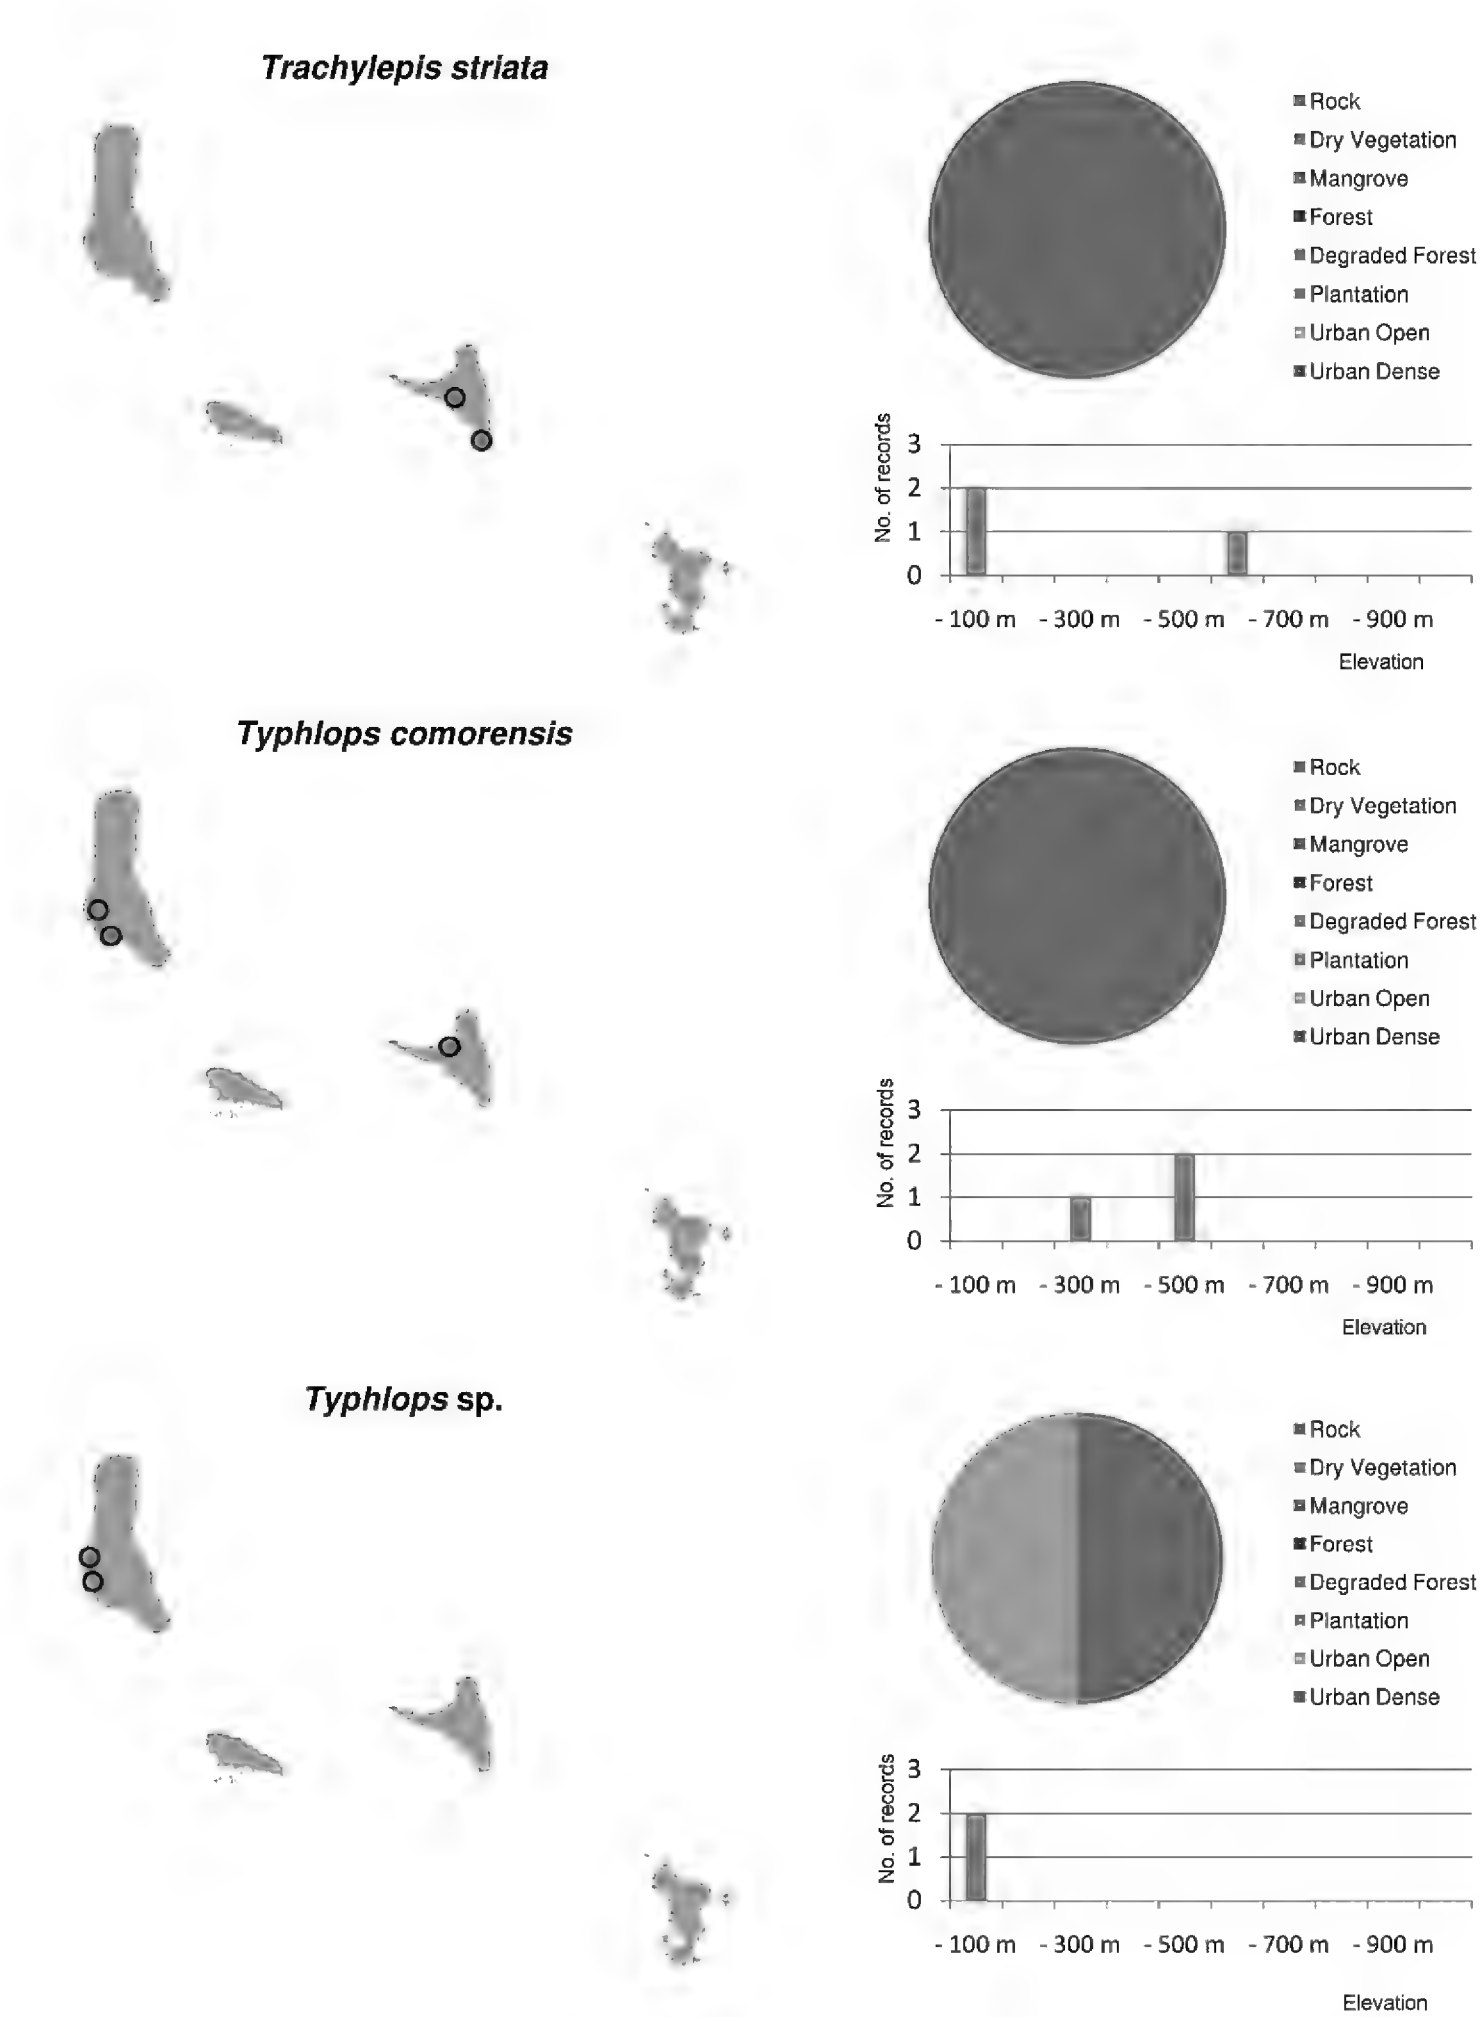 Trachylepis striata
Rock
Dry Vegetation
Mangrove
Forest
Degraded Forest
Plantation
Urban Open
Urban Dense
No. of records
3
2
1
0
- 100 m - 300 m - 500 m - 700 m - 900 m
Elevation
Typhlops comorensis
Rock
Dry Vegetation
Mangrove
Forest
Degraded Forest
Plantation
Urban Open
Urban Dense
No. of records
3
2
1
0
- 100 m - 300 m - 500 m - 700 m - 900 m
Elevation
Typhlops sp.
Rock
Dry Vegetation
Mangrove
Forest
Degraded Forest
Plantation
Urban Open
Urban Dense
No. of records
3
2
1
0
- 100 m - 300 m - 500 m - 700 m - 900 m
Elevation